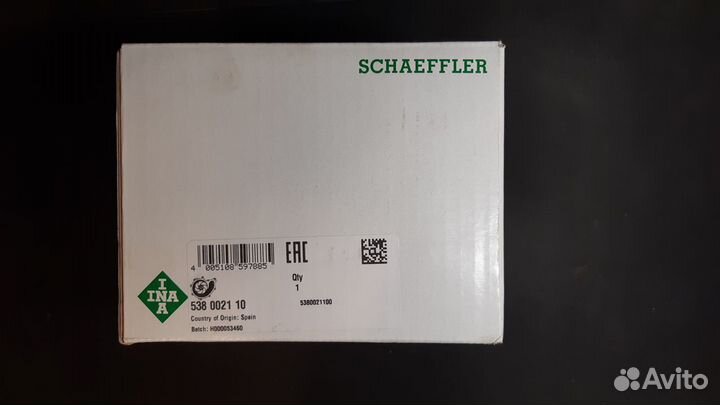 SCHAEFFLER
4 005108 597885
EAC
Qty
1
INA
INA
538 0021 10
5380021100
Country of Origin: Spain
Batch: H000053460
Avito